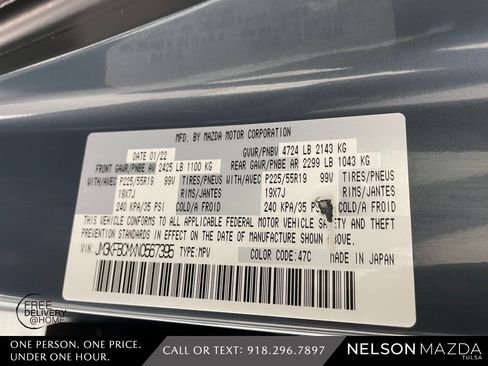 MFD. BY MAZDA MOTOR CORPORATION
DATE 01/22 GVWR/PNBV 4724 LB 2143 KG
FRONT GAWR/PNBE AV 2425 LB 1100 KG REAR GAWR/PNBE AR 2299 LB 1043 KG
WITH/AVEC P225/55R19 99V TIRES/PNEUS WITH/AVEC P225/55R19 99V TIRES/PNEUS
19X7J RIMS/JANTES 19X7J RIMS/JANTES
240 KPA/35 PSI COLD/A FROID 240 KPA/35 PSI COLD/A FROID
THIS VEHICLE CONFORMS TO ALL APPLICABLE FEDERAL MOTOR VEHICLE SAFETY AND THEFT
PREVENTION STANDARDS IN EFFECT ON THE DATE OF MANUFACTURE SHOWN ABOVE.
JM3KFBCM4N0567395 TYPE: MPV COLOR CODE: 47C MADE IN JAPAN
FREE
DELIVERY
@HOME
ONE PERSON. ONE PRICE.
UNDER ONE HOUR.
CALL OR TEXT: 918.296.7897
NELSON MAZDA
TULSA